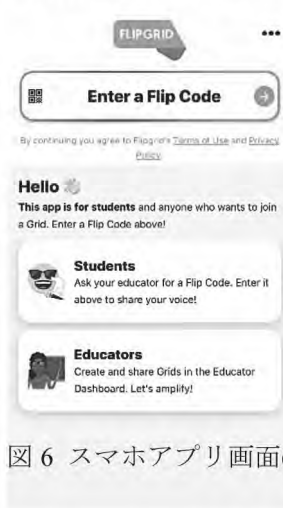 FLIPGRID
Enter a Flip Code
By continuing you agree to Flipgrid's Terms of Use and Privacy
Policy
Hello
This app is for students and anyone who wants to join
a Grid. Enter a Flip Code above!
Students
Ask your educator for a Flip Code. Enter it
above to share your voice!
Educators
Create and share Grids in the Educator
Dashboard. Let's amplify!
図 6 スマホアプリ画面